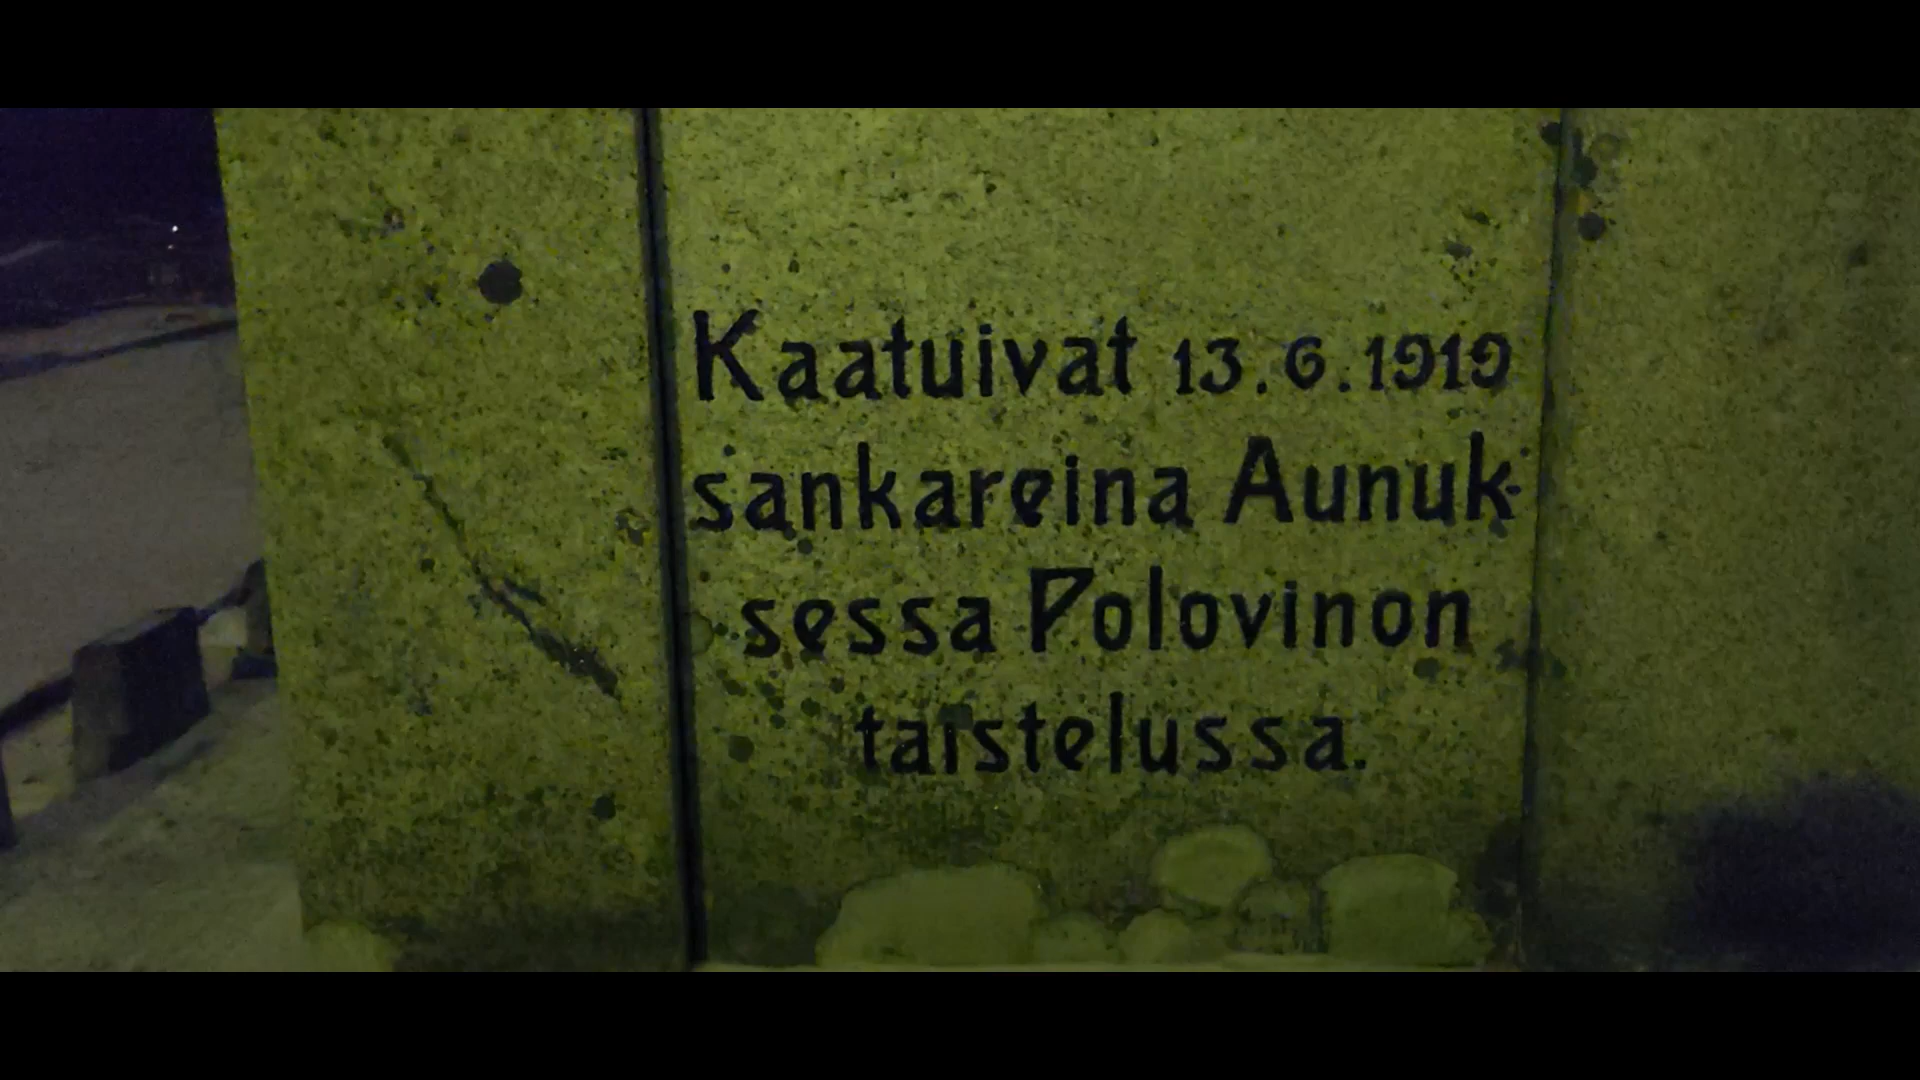 Kaatuivat 13.6.1919
sankareina Aunuk-
sessa Polovinon
taistelussa.